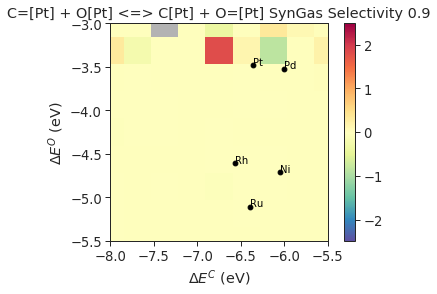 C=[Pt] + O[Pt] <=> C[Pt] + O=[Pt] SynGas Selectivity 0.9
−3.0
−3.5
−4.0
−4.5
−5.0
−5.5
ΔE^O (eV)
Pt
Pd
Rh
Ni
Ru
−8.0 −7.5 −7.0 −6.5 −6.0 −5.5
ΔE^C (eV)
2
1
0
−1
−2